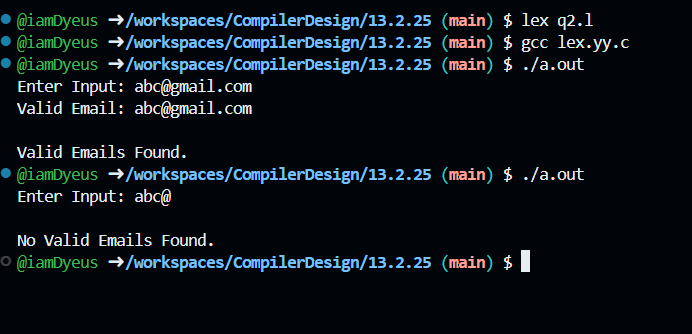 @iamDyeus ➜/workspaces/CompilerDesign/13.2.25 (main) $ lex q2.l
@iamDyeus ➜/workspaces/CompilerDesign/13.2.25 (main) $ gcc lex.yy.c
@iamDyeus ➜/workspaces/CompilerDesign/13.2.25 (main) $ ./a.out
Enter Input: abc@gmail.com
Valid Email: abc@gmail.com
Valid Emails Found.
@iamDyeus ➜/workspaces/CompilerDesign/13.2.25 (main) $ ./a.out
Enter Input: abc@
No Valid Emails Found.
@iamDyeus ➜/workspaces/CompilerDesign/13.2.25 (main) $